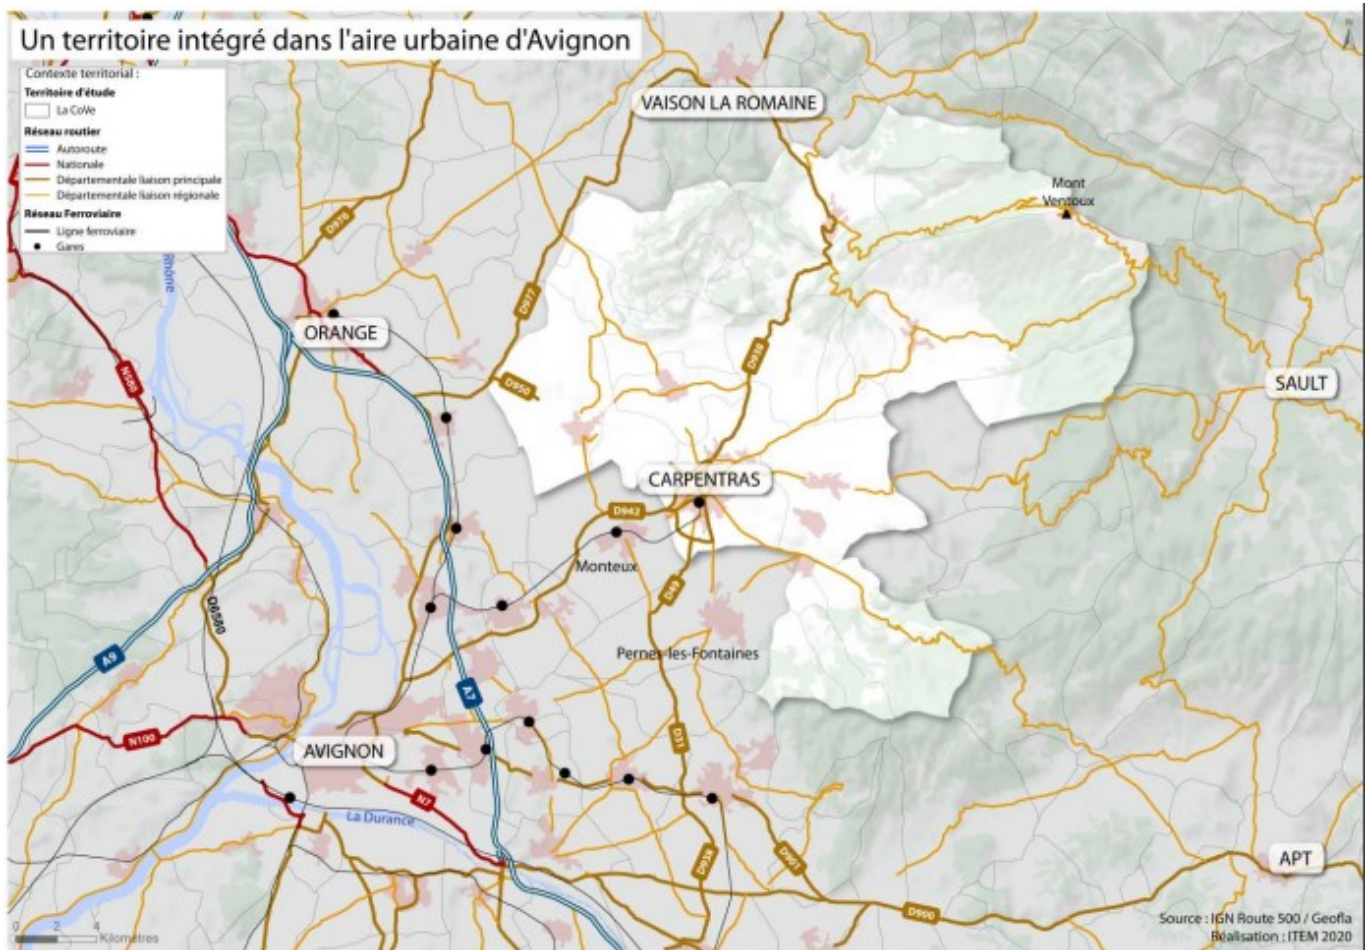 Un territoire intégré dans l'aire urbaine d'Avignon
Contexte territorial :
Territoire d'étude
La CoVe
Réseau routier
Autoroute
Nationale
Départementale liaison principale
Départementale liaison régionale
Réseau Ferroviaire
Ligne ferroviaire
Gares
N
VAISON LA ROMAINE
Mont
Ventoux
D976
Rhône
D977
ORANGE
D938
N580
D950
SAULT
CARPENTRAS
D942
Monteux
D49
D6580
A9
Pernes-les-Fontaines
A7
N100
D31
AVIGNON
N7
La Durance
D938
D901
APT
D900
0 2 4
Kilomètres
Source : IGN Route 500 / Geofla
Réalisation : ITEM 2020